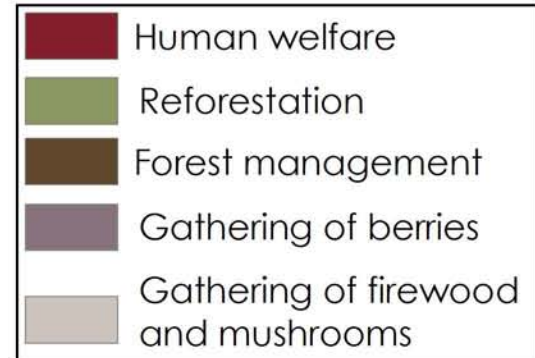 Human welfare
Reforestation
Forest management
Gathering of berries
Gathering of firewood
and mushrooms